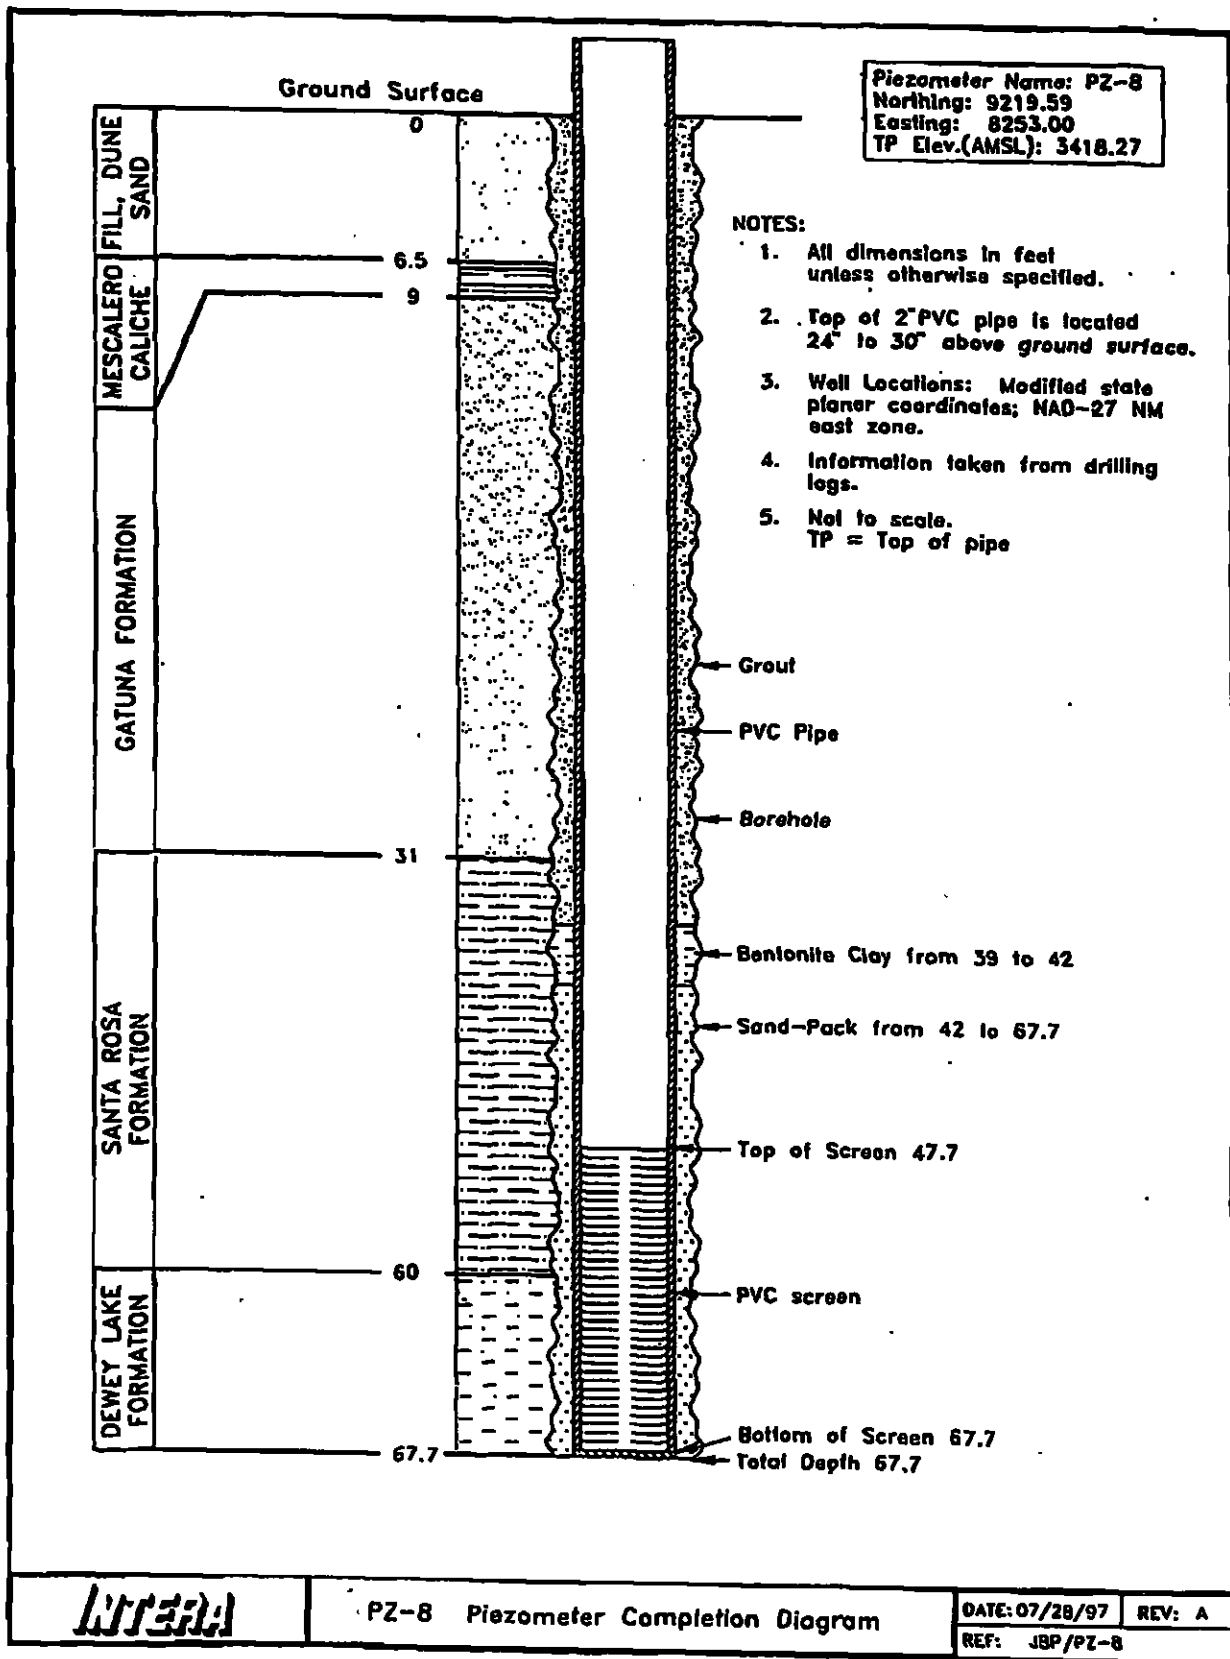 Ground Surface
Piezometer Name: PZ-8
Northing: 9219.59
Easting: 8253.00
TP Elev.(AMSL): 3418.27
0
FILL, DUNE
SAND
6.5
MESCALERO
CALICHE
9
GATUNA FORMATION
31
SANTA ROSA
FORMATION
60
DEWEY LAKE
FORMATION
67.7
NOTES:
1. All dimensions in feet
unless otherwise specified.
2. Top of 2" PVC pipe is located
24" to 30" above ground surface.
3. Well Locations: Modified state
planer coordinates; NAD-27 NM
east zone.
4. Information taken from drilling
logs.
5. Not to scale.
TP = Top of pipe
Grout
PVC Pipe
Borehole
Bentonite Clay from 39 to 42
Sand-Pack from 42 to 67.7
Top of Screen 47.7
PVC screen
Bottom of Screen 67.7
Total Depth 67.7
INTERA
PZ-8 Piezometer Completion Diagram
DATE: 07/28/97
REV: A
REF: JBP/PZ-8